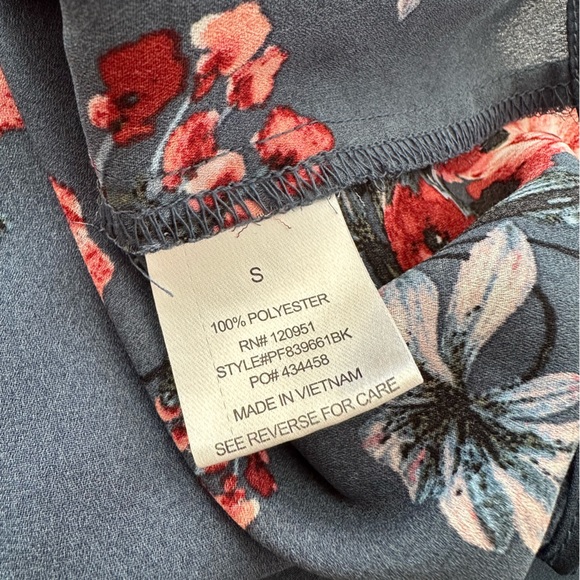 S
100% POLYESTER
RN# 120951
STYLE#PF839661BK
PO# 434458
MADE IN VIETNAM
SEE REVERSE FOR CARE